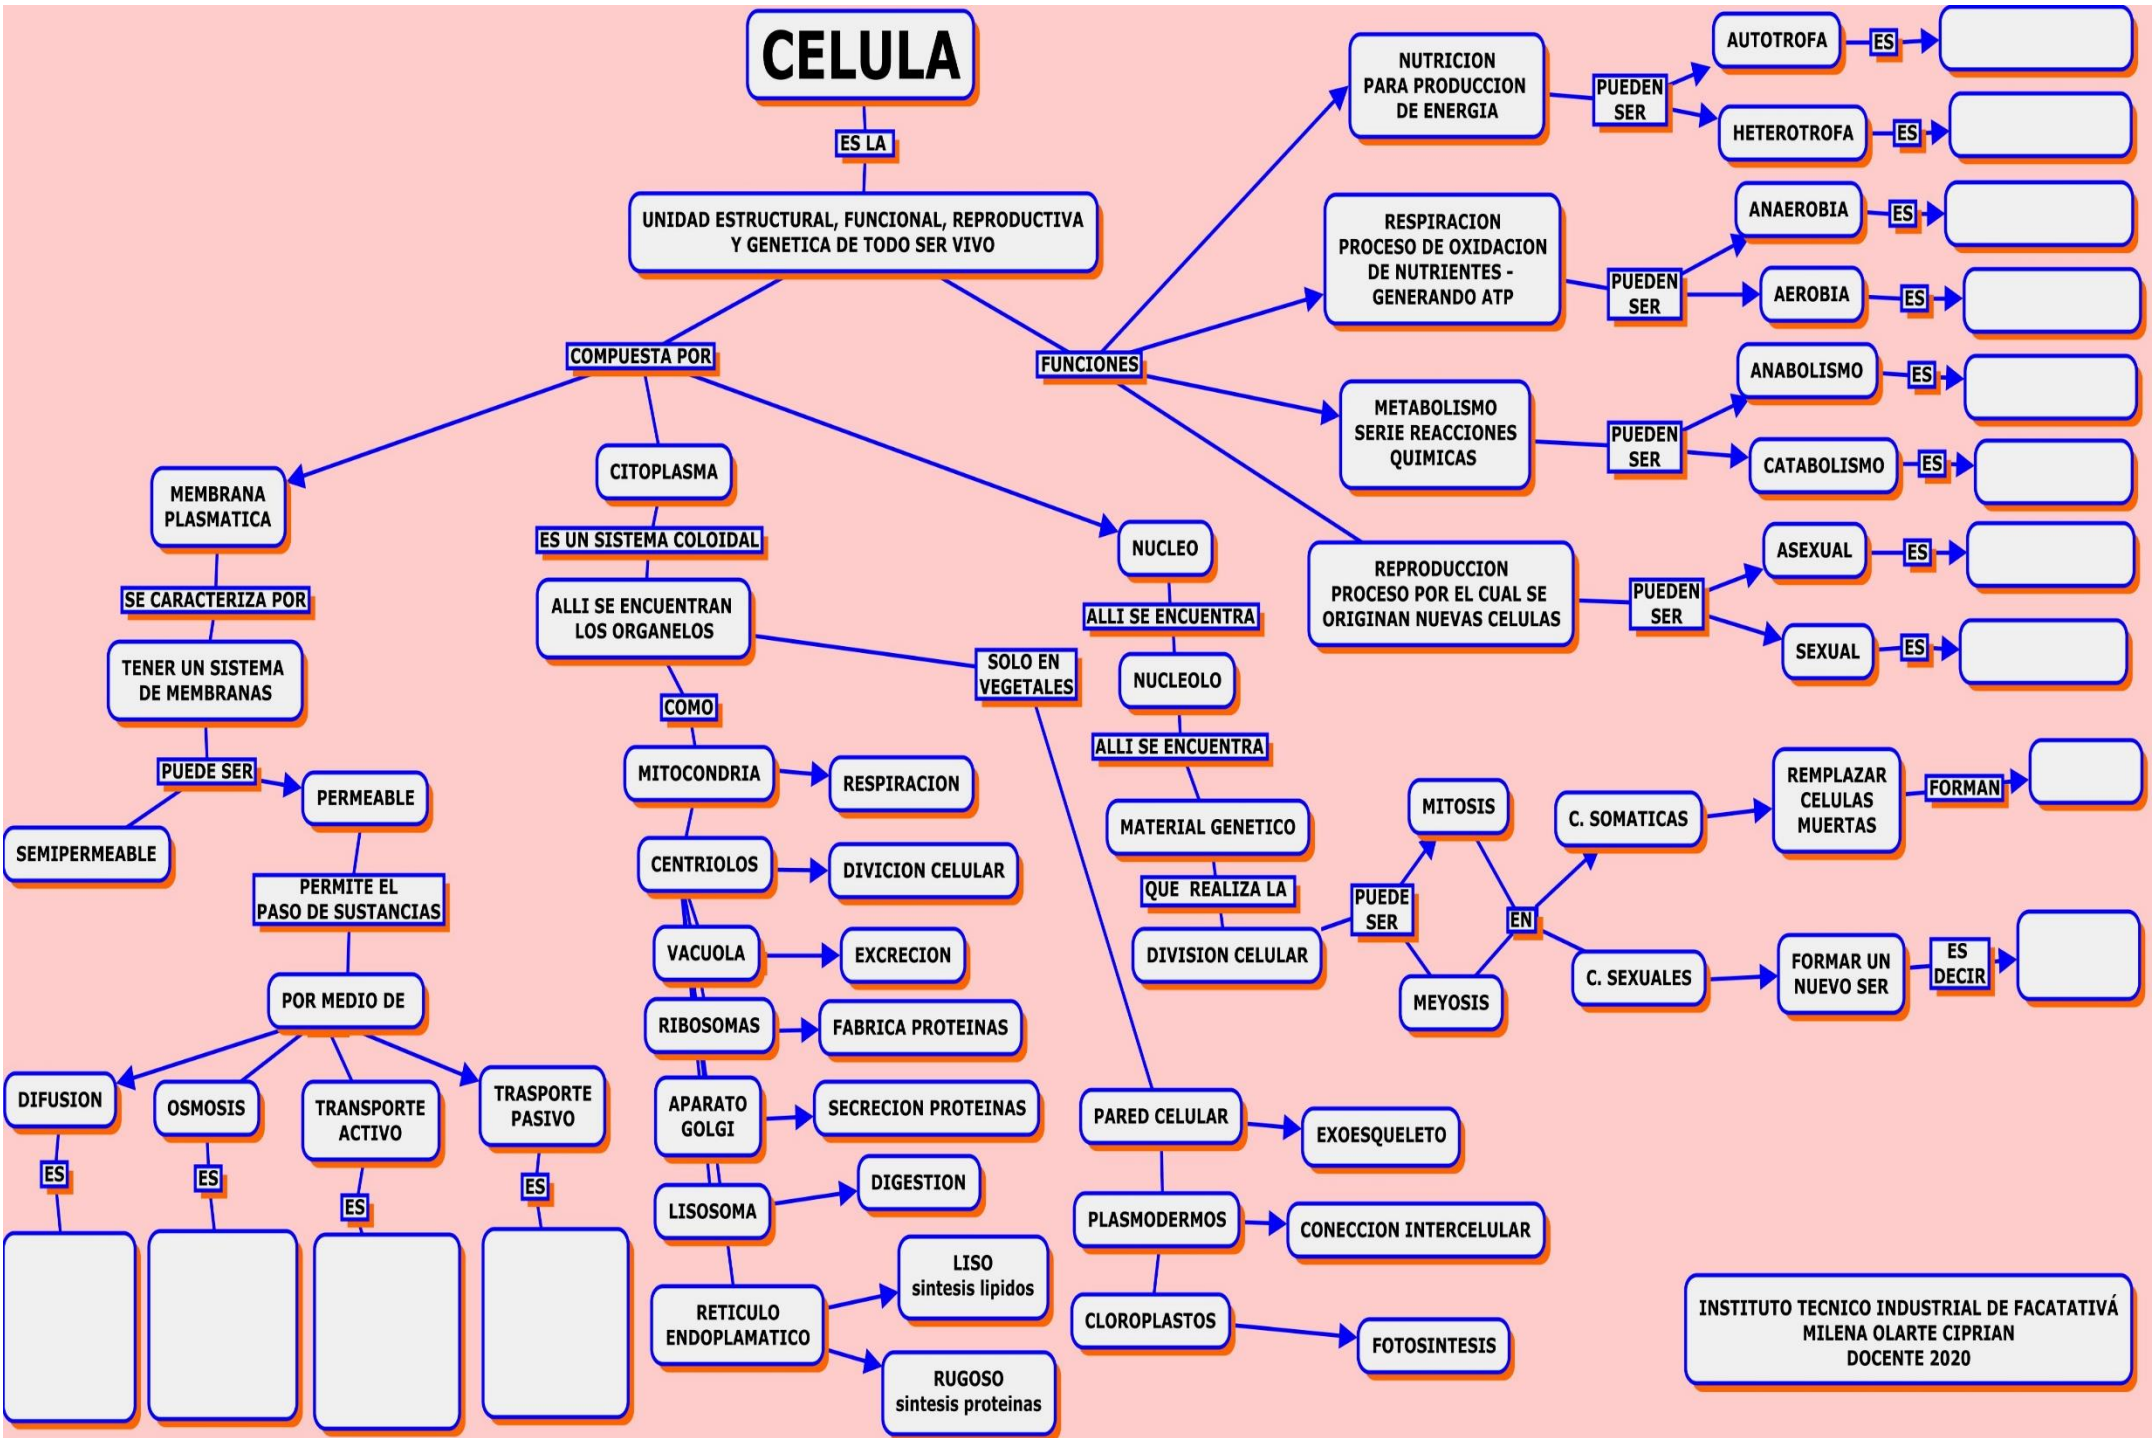 CELULA
ES LA
UNIDAD ESTRUCTURAL, FUNCIONAL, REPRODUCTIVA
Y GENETICA DE TODO SER VIVO
COMPUESTA POR
MEMBRANA
PLASMATICA
SE CARACTERIZA POR
TENER UN SISTEMA
DE MEMBRANAS
PUEDE SER
SEMIPERMEABLE
PERMEABLE
PERMITE EL
PASO DE SUSTANCIAS
POR MEDIO DE
DIFUSION
ES
OSMOSIS
ES
TRANSPORTE
ACTIVO
ES
TRASPORTE
PASIVO
ES
CITOPLASMA
ES UN SISTEMA COLOIDAL
ALLI SE ENCUENTRAN
LOS ORGANELOS
COMO
MITOCONDRIA
RESPIRACION
CENTRIOLOS
DIVICION CELULAR
VACUOLA
EXCRECION
RIBOSOMAS
FABRICA PROTEINAS
APARATO
GOLGI
SECRECION PROTEINAS
LISOSOMA
DIGESTION
RETICULO
ENDOPLAMATICO
LISO
sintesis lipidos
RUGOSO
sintesis proteinas
SOLO EN
VEGETALES
PARED CELULAR
EXOESQUELETO
PLASMODERMOS
CONECCION INTERCELULAR
CLOROPLASTOS
FOTOSINTESIS
NUCLEO
ALLI SE ENCUENTRA
NUCLEOLO
ALLI SE ENCUENTRA
MATERIAL GENETICO
QUE REALIZA LA
DIVISION CELULAR
PUEDE
SER
MITOSIS
MEYOSIS
EN
C. SOMATICAS
REMPLAZAR
CELULAS
MUERTAS
FORMAN
C. SEXUALES
FORMAR UN
NUEVO SER
ES
DECIR
FUNCIONES
NUTRICION
PARA PRODUCCION
DE ENERGIA
PUEDEN
SER
AUTOTROFA
ES
HETEROTROFA
ES
RESPIRACION
PROCESO DE OXIDACION
DE NUTRIENTES -
GENERANDO ATP
PUEDEN
SER
ANAEROBIA
ES
AEROBIA
ES
METABOLISMO
SERIE REACCIONES
QUIMICAS
PUEDEN
SER
ANABOLISMO
ES
CATABOLISMO
ES
REPRODUCCION
PROCESO POR EL CUAL SE
ORIGINAN NUEVAS CELULAS
PUEDEN
SER
ASEXUAL
ES
SEXUAL
ES
INSTITUTO TECNICO INDUSTRIAL DE FACATATIVÁ
MILENA OLARTE CIPRIAN
DOCENTE 2020